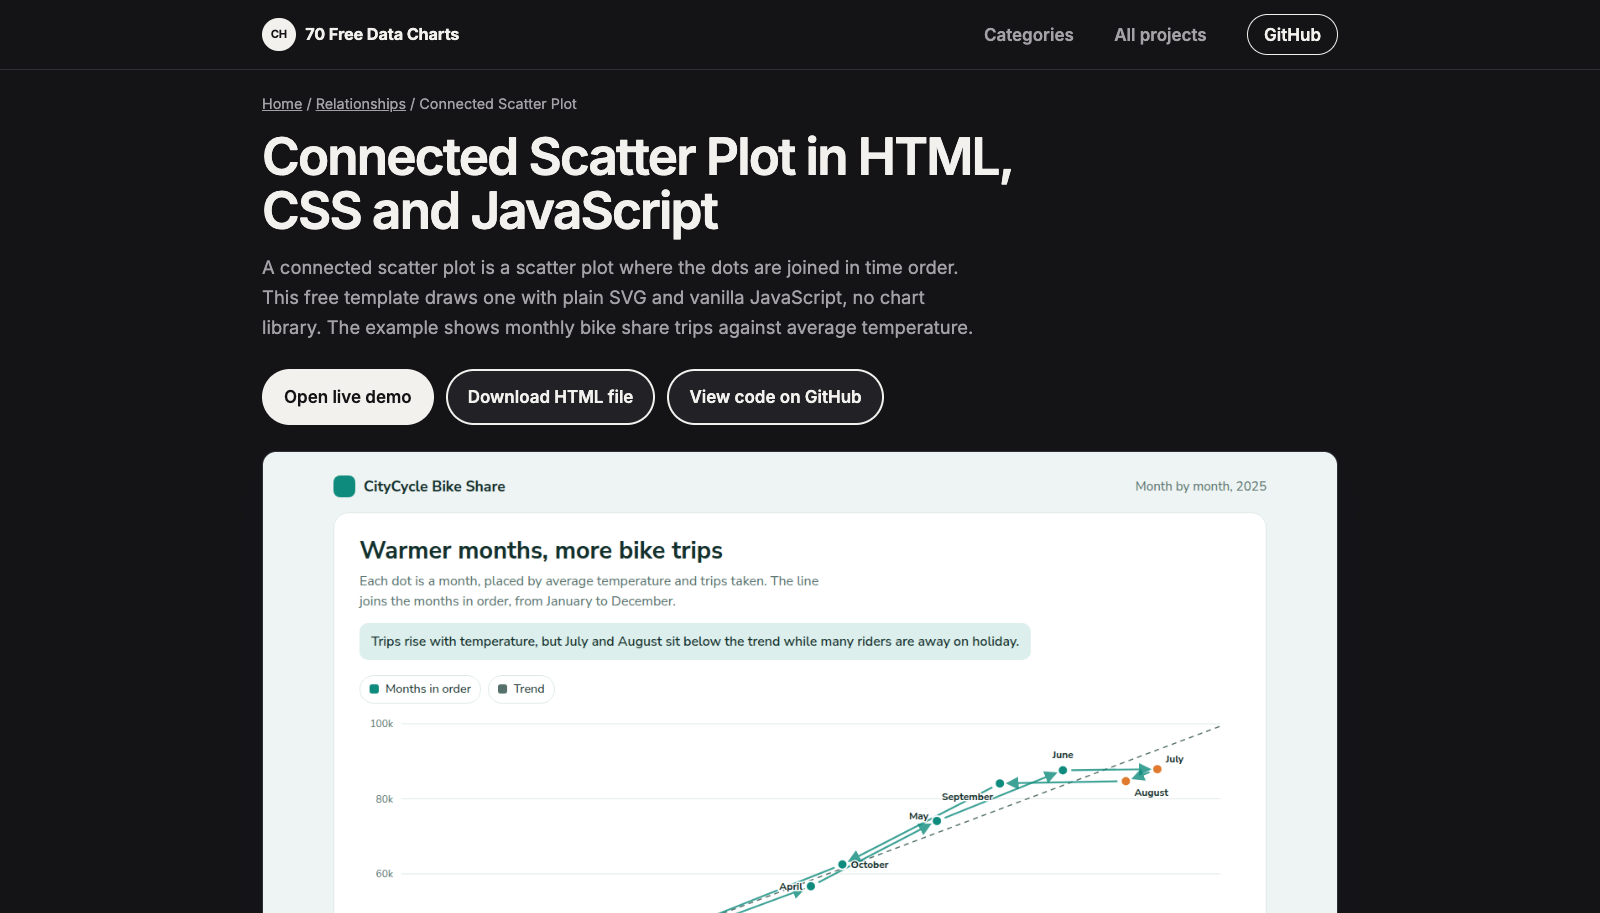 CH 70 Free Data Charts
Categories All projects GitHub
Home / Relationships / Connected Scatter Plot
Connected Scatter Plot in HTML,
CSS and JavaScript
A connected scatter plot is a scatter plot where the dots are joined in time order.
This free template draws one with plain SVG and vanilla JavaScript, no chart
library. The example shows monthly bike share trips against average temperature.
Open live demo Download HTML file View code on GitHub
CityCycle Bike Share Month by month, 2025
Warmer months, more bike trips
Each dot is a month, placed by average temperature and trips taken. The line
joins the months in order, from January to December.
Trips rise with temperature, but July and August sit below the trend while many riders are away on holiday.
Months in order Trend
100k
June
July
80k
September
August
May
60k
October
April